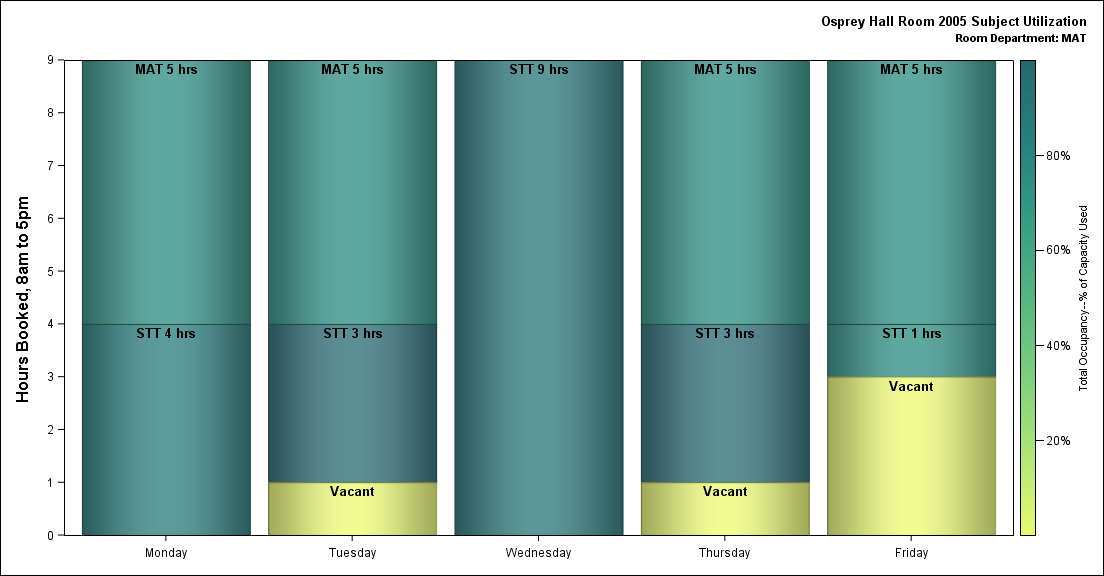 Osprey Hall Room 2005 Subject Utilization
Room Department: MAT
Hours Booked, 8am to 5pm
9
8
7
6
5
4
3
2
1
0
MAT 5 hrs
STT 4 hrs
MAT 5 hrs
STT 3 hrs
Vacant
STT 9 hrs
MAT 5 hrs
STT 3 hrs
Vacant
MAT 5 hrs
STT 1 hrs
Vacant
Monday
Tuesday
Wednesday
Thursday
Friday
80%
60%
40%
20%
Total Occupancy--% of Capacity Used